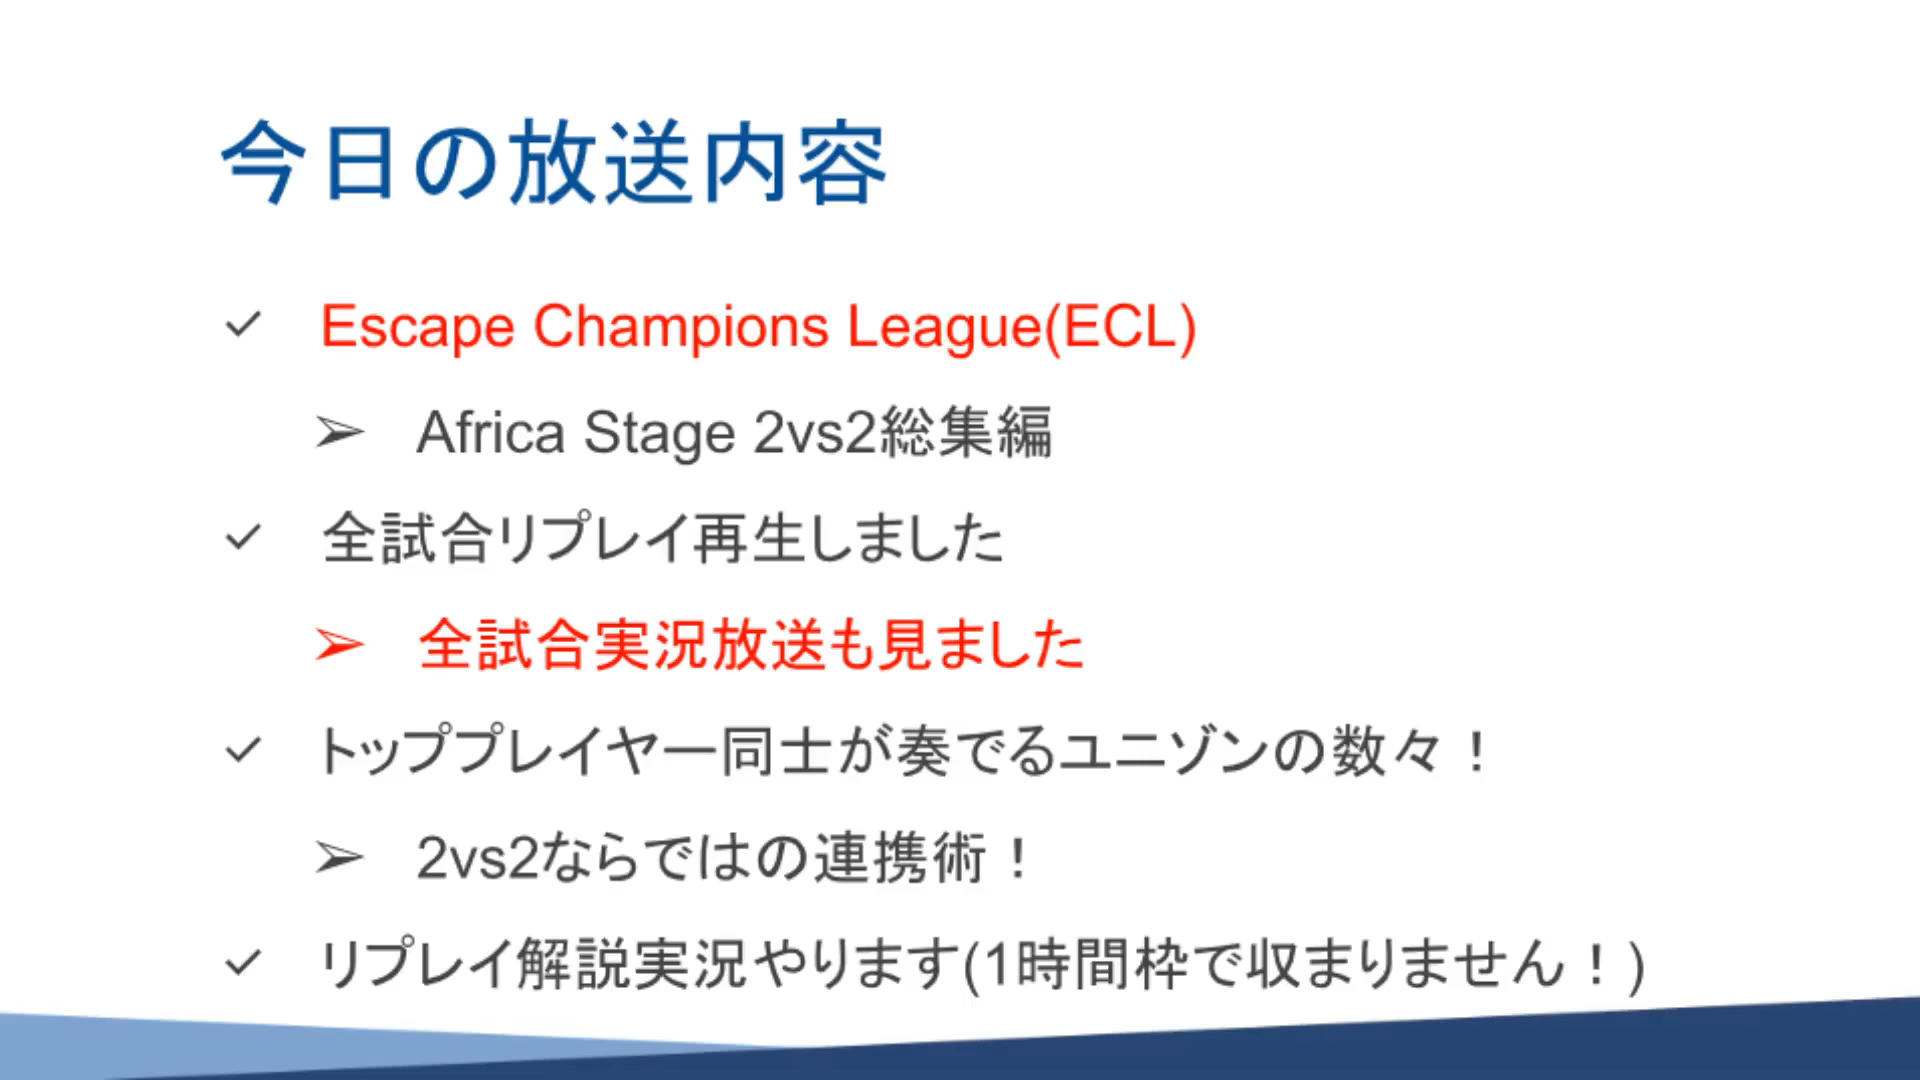 今日の放送内容
✓ Escape Champions League(ECL)
➢ Africa Stage 2vs2総集編
✓ 全試合リプレイ再生しました
➢ 全試合実況放送も見ました
✓ トッププレイヤー同士が奏でるユニゾンの数々！
➢ 2vs2ならではの連携術！
✓ リプレイ解説実況やります(1時間枠で収まりません！)